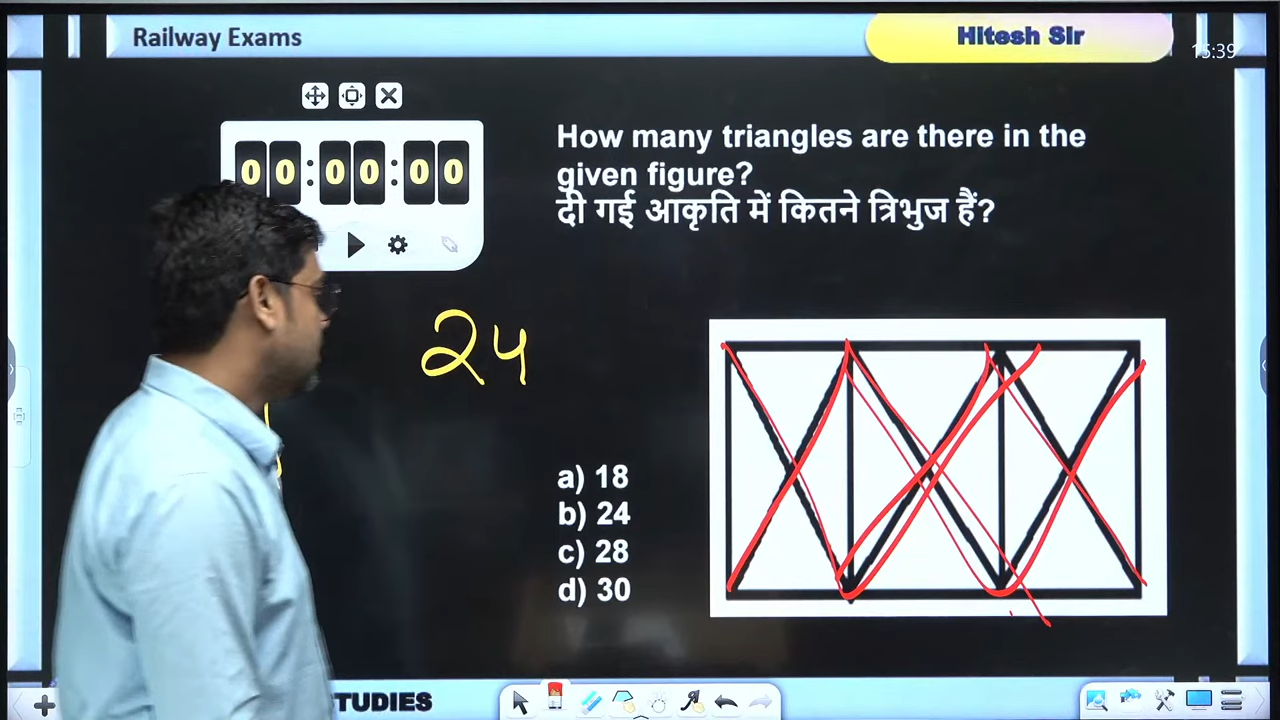 Railway Exams
Hitesh Sir
15:39
00:00:00
How many triangles are there in the
given figure?
दी गई आकृति में कितने त्रिभुज हैं?
24
a) 18
b) 24
c) 28
d) 30
TUDIES